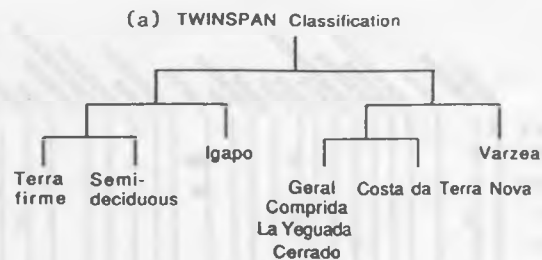 (a) TWINSPAN Classification
Igapo
Varzea
Terra
firme
Semi-
deciduous
Geral
Comprida
La Yeguada
Cerrado
Costa da Terra Nova